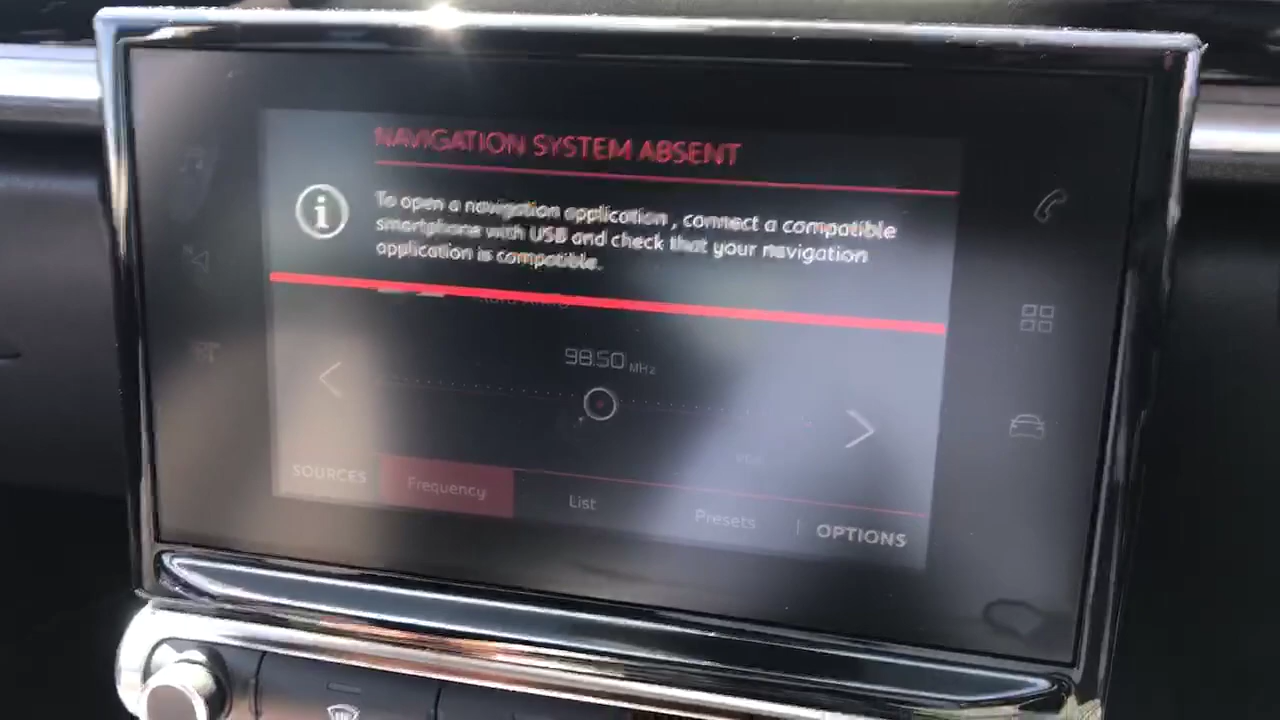 NAVIGATION SYSTEM ABSENT
To open a navigation application , connect a compatible
smartphone with USB and check that your navigation
application is compatible.
98.50 MHz
SOURCES
Frequency
List
Presets
OPTIONS